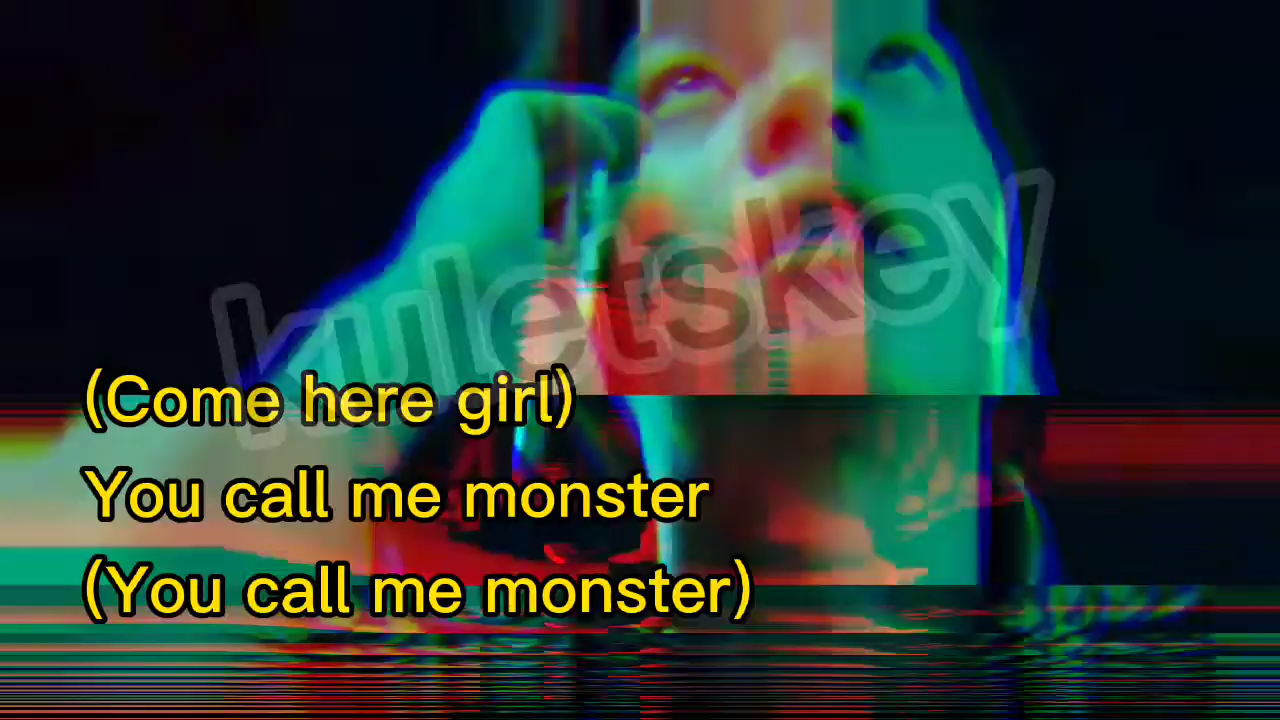 kuletskey
(Come here girl)
You call me monster
(You call me monster)